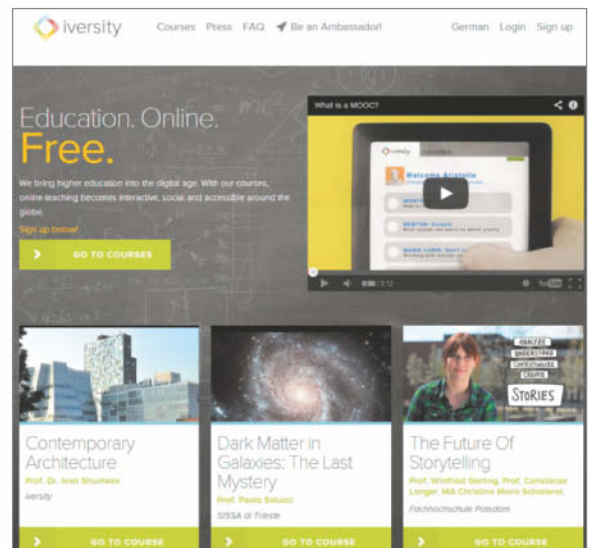 iversity
Courses Press FAQ Be an Ambassador!
German Login Sign up
Education. Online.
Free.
We bring higher education into the digital age. With our courses,
online-teaching becomes interactive, social and accessible around the
globe.
Sign up below!
GO TO COURSES
What is a MOOC?
iversity
Welcome Aristotle
0:00 / 3:12
YouTube
ANALYZE
UNDERSTAND
CONTEXTUALIZE
CREATE
STORIES
Contemporary
Architecture
Prof. Dr. Ivan Shumkov
iversity
GO TO COURSE
Dark Matter in
Galaxies: The Last
Mystery
Prof. Paolo Salucci
SISSA di Trieste
GO TO COURSE
The Future Of
Storytelling
Prof. Winfried Gerling, Prof. Constanze
Langer, MA Christina Maria Schollerer,
Fachhochschule Potsdam
GO TO COURSE